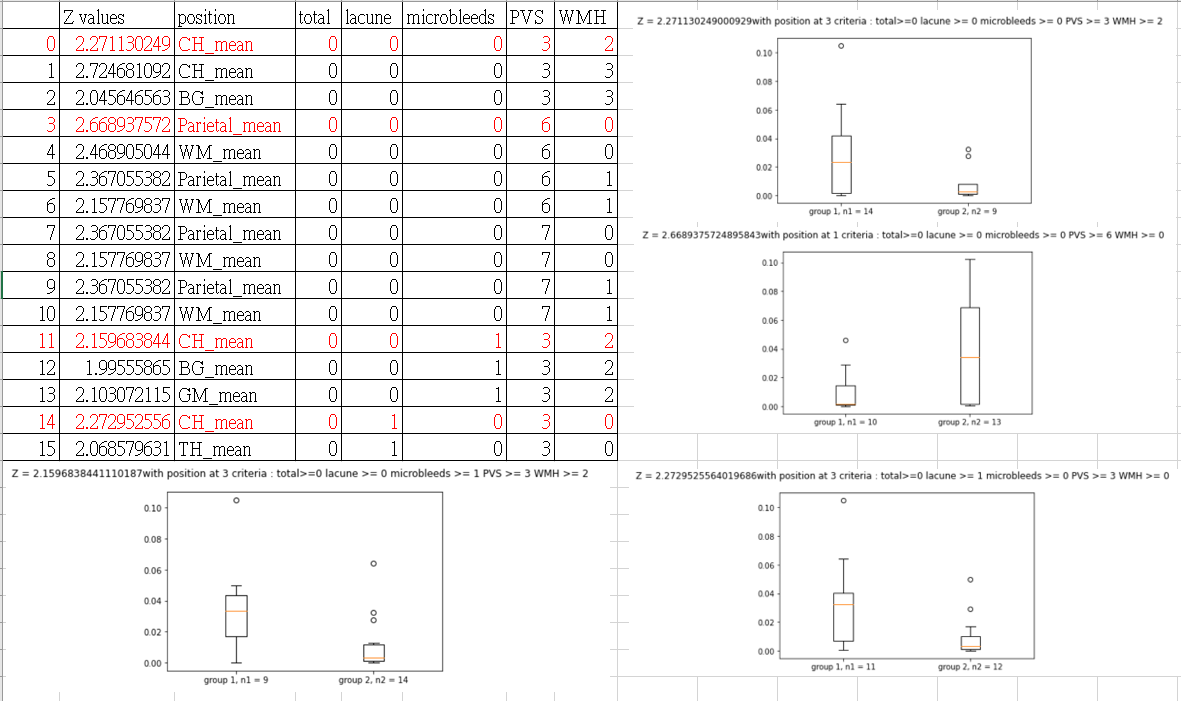 Z values position total lacune microbleeds PVS WMH
0 2.271130249 CH_mean 0 0 0 3 2
1 2.724681092 CH_mean 0 0 0 3 3
2 2.045646563 BG_mean 0 0 0 3 3
3 2.668937572 Parietal_mean 0 0 0 6 0
4 2.468905044 WM_mean 0 0 0 6 0
5 2.367055382 Parietal_mean 0 0 0 6 1
6 2.157769837 WM_mean 0 0 0 6 1
7 2.367055382 Parietal_mean 0 0 0 7 0
8 2.157769837 WM_mean 0 0 0 7 0
9 2.367055382 Parietal_mean 0 0 0 7 1
10 2.157769837 WM_mean 0 0 0 7 1
11 2.159683844 CH_mean 0 0 1 3 2
12 1.99555865 BG_mean 0 0 1 3 2
13 2.103072115 GM_mean 0 0 1 3 2
14 2.272952556 CH_mean 0 1 0 3 0
15 2.068579631 TH_mean 0 1 0 3 0
Z = 2.271130249000929with position at 3 criteria : total>=0 lacune >= 0 microbleeds >= 0 PVS >= 3 WMH >= 2
0.10
0.08
0.06
0.04
0.02
0.00
group 1, n1 = 14 group 2, n2 = 9
Z = 2.6689375724895843with position at 1 criteria : total>=0 lacune >= 0 microbleeds >= 0 PVS >= 6 WMH >= 0
0.10
0.08
0.06
0.04
0.02
0.00
group 1, n1 = 10 group 2, n2 = 13
Z = 2.1596838441110187with position at 3 criteria : total>=0 lacune >= 0 microbleeds >= 1 PVS >= 3 WMH >= 2
0.10
0.08
0.06
0.04
0.02
0.00
group 1, n1 = 9 group 2, n2 = 14
Z = 2.2729525564019686with position at 3 criteria : total>=0 lacune >= 1 microbleeds >= 0 PVS >= 3 WMH >= 0
0.10
0.08
0.06
0.04
0.02
0.00
group 1, n1 = 11 group 2, n2 = 12